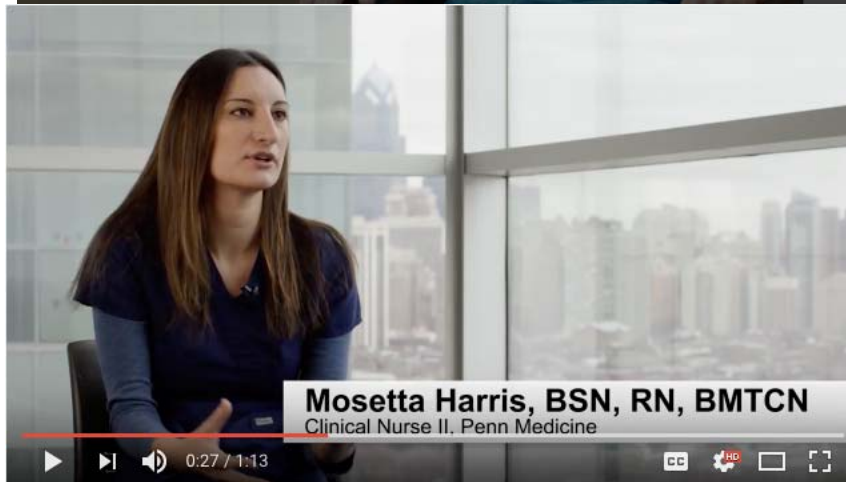 Mosetta Harris, BSN, RN, BMTCN
Clinical Nurse II, Penn Medicine
0:27 / 1:13
CC
HD